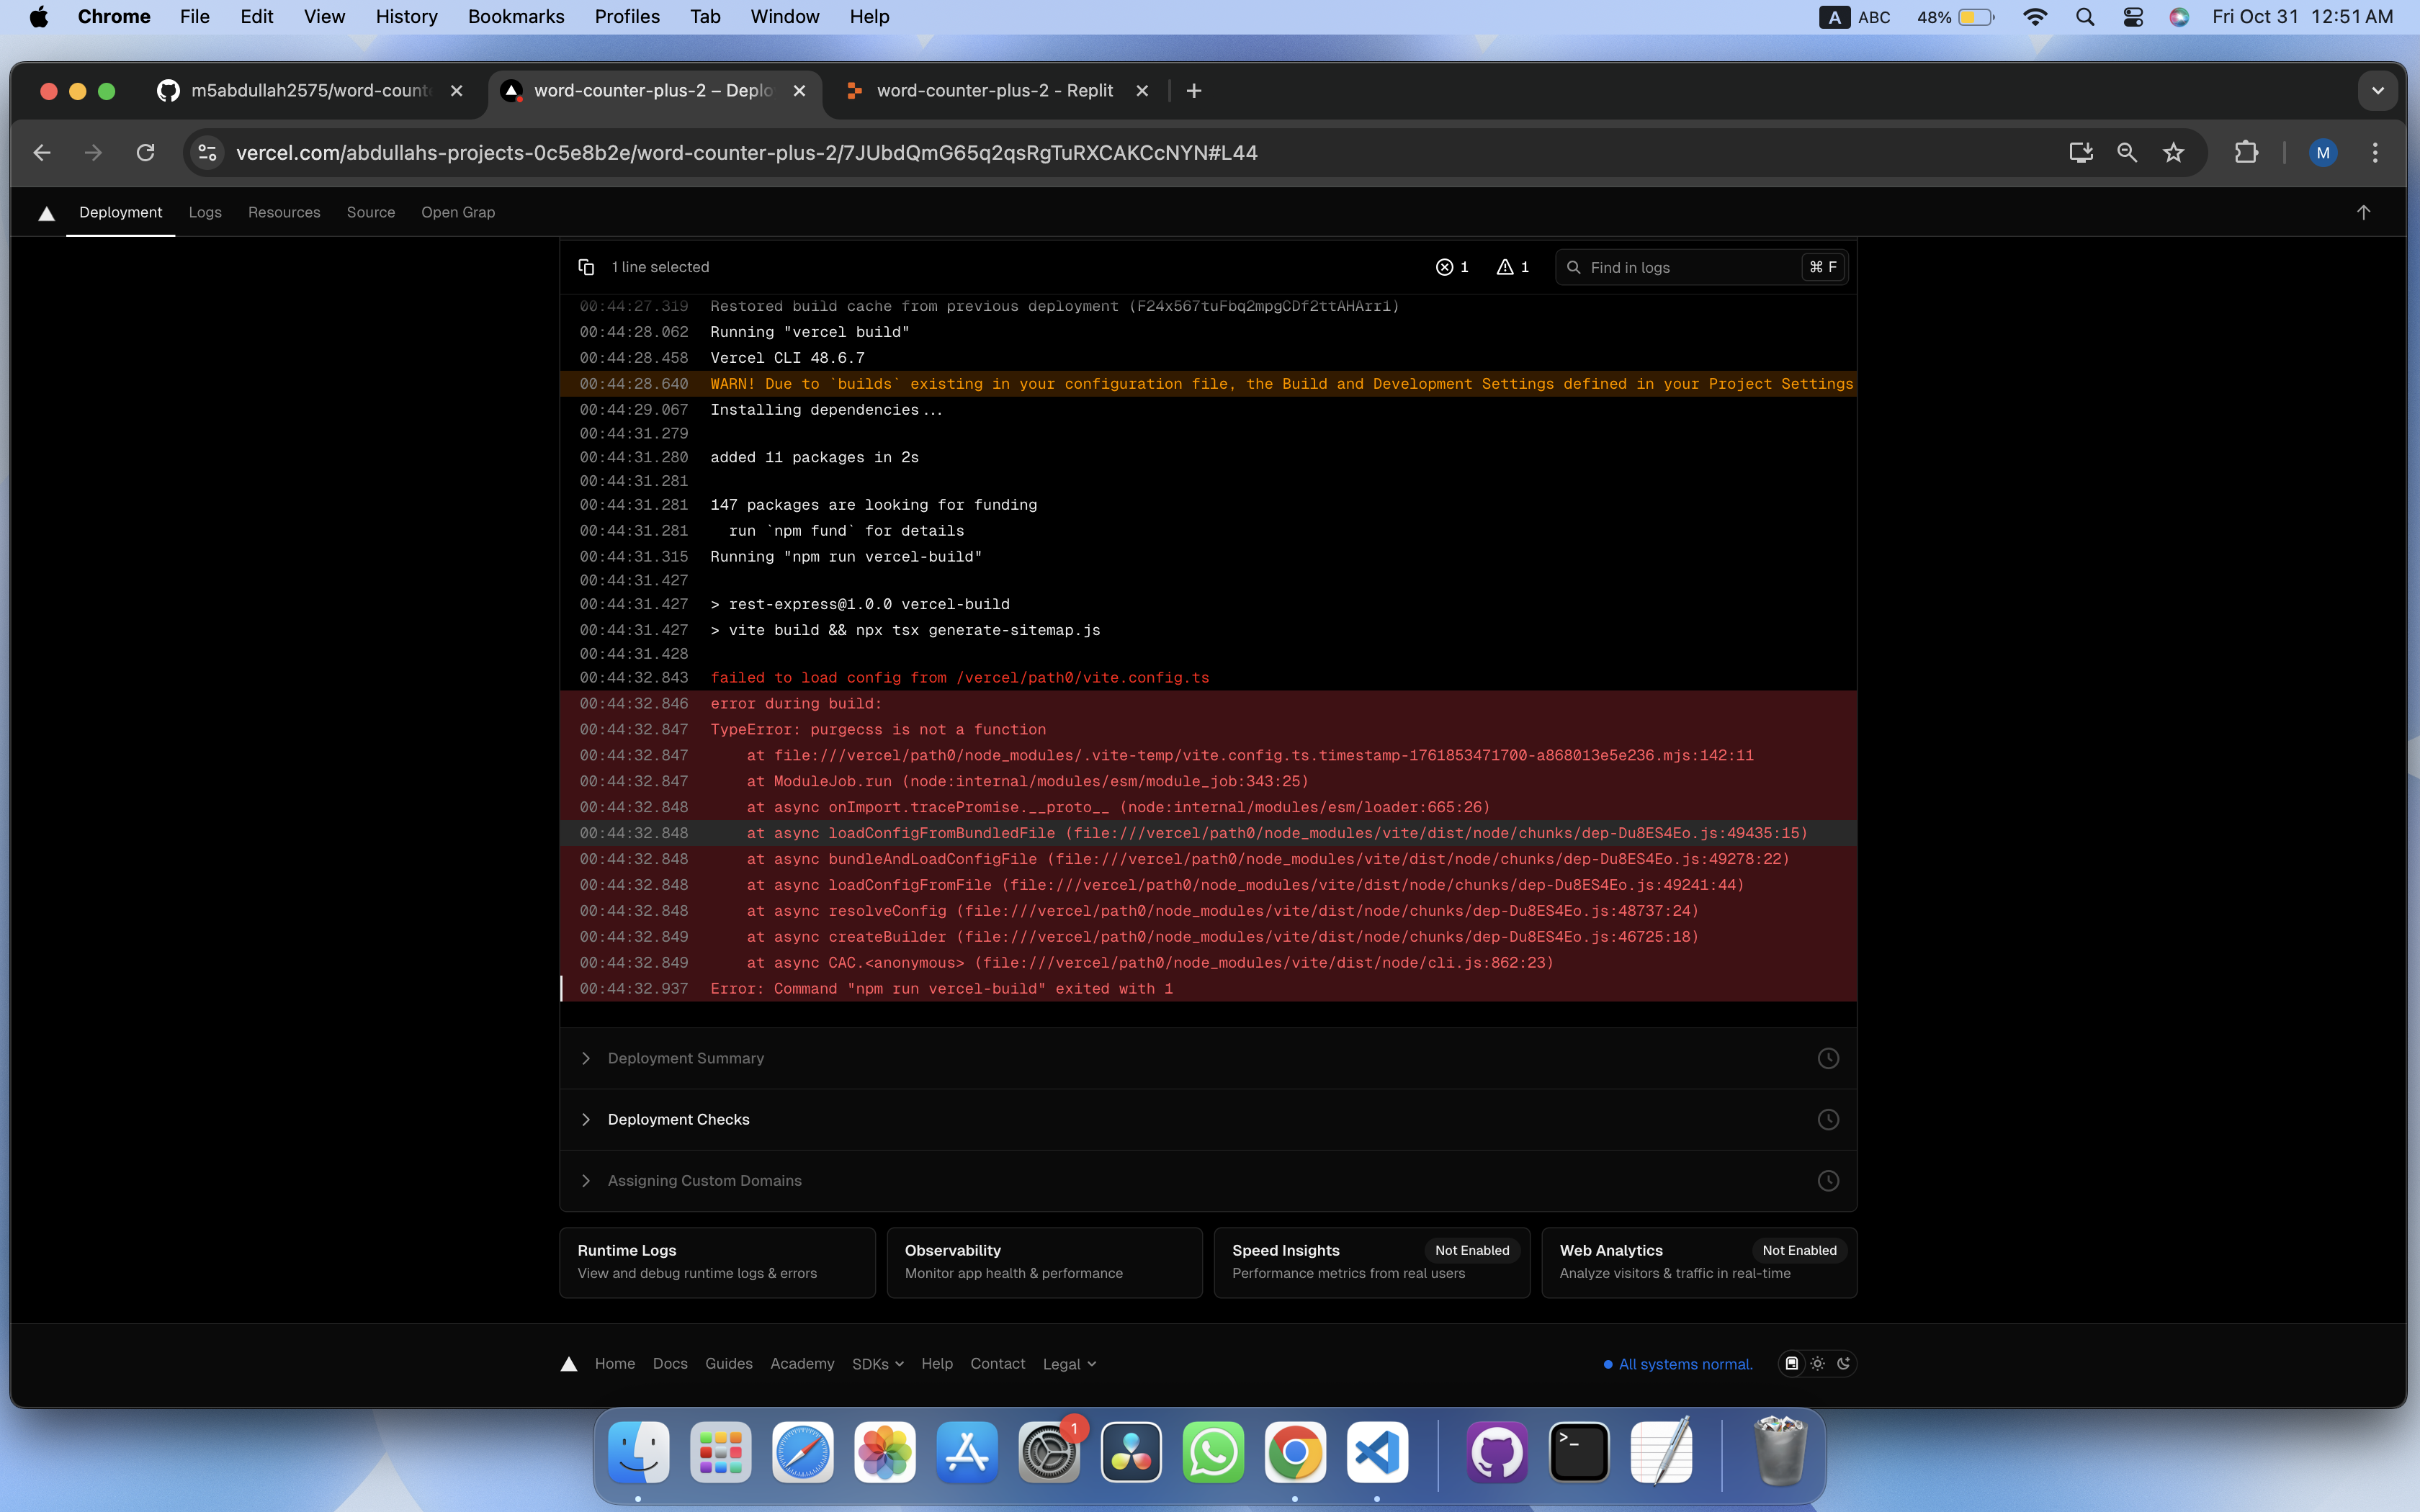 Chrome File Edit View History Bookmarks Profiles Tab Window Help
A ABC 48% Fri Oct 31 12:51 AM
m5abdullah2575/word-count
word-counter-plus-2 – Deplo
word-counter-plus-2 - Replit
vercel.com/abdullahs-projects-0c5e8b2e/word-counter-plus-2/7JUbdQmG65q2qsRgTuRXCAKCcNYN#L44
M
Deployment Logs Resources Source Open Grap
1 line selected
1 1 Find in logs ⌘ F
00:44:27.319 Restored build cache from previous deployment (F24x567tuFbq2mpgCDf2ttAHArr1)
00:44:28.062 Running "vercel build"
00:44:28.458 Vercel CLI 48.6.7
00:44:28.640 WARN! Due to `builds` existing in your configuration file, the Build and Development Settings defined in your Project Settings
00:44:29.067 Installing dependencies...
00:44:31.279
00:44:31.280 added 11 packages in 2s
00:44:31.281
00:44:31.281 147 packages are looking for funding
00:44:31.281 run `npm fund` for details
00:44:31.315 Running "npm run vercel-build"
00:44:31.427
00:44:31.427 > rest-express@1.0.0 vercel-build
00:44:31.427 > vite build && npx tsx generate-sitemap.js
00:44:31.428
00:44:32.843 failed to load config from /vercel/path0/vite.config.ts
00:44:32.846 error during build:
00:44:32.847 TypeError: purgecss is not a function
00:44:32.847 at file:///vercel/path0/node_modules/.vite-temp/vite.config.ts.timestamp-1761853471700-a868013e5e236.mjs:142:11
00:44:32.847 at ModuleJob.run (node:internal/modules/esm/module_job:343:25)
00:44:32.848 at async onImport.tracePromise.__proto__ (node:internal/modules/esm/loader:665:26)
00:44:32.848 at async loadConfigFromBundledFile (file:///vercel/path0/node_modules/vite/dist/node/chunks/dep-Du8ES4Eo.js:49435:15)
00:44:32.848 at async bundleAndLoadConfigFile (file:///vercel/path0/node_modules/vite/dist/node/chunks/dep-Du8ES4Eo.js:49278:22)
00:44:32.848 at async loadConfigFromFile (file:///vercel/path0/node_modules/vite/dist/node/chunks/dep-Du8ES4Eo.js:49241:44)
00:44:32.848 at async resolveConfig (file:///vercel/path0/node_modules/vite/dist/node/chunks/dep-Du8ES4Eo.js:48737:24)
00:44:32.849 at async createBuilder (file:///vercel/path0/node_modules/vite/dist/node/chunks/dep-Du8ES4Eo.js:46725:18)
00:44:32.849 at async CAC.<anonymous> (file:///vercel/path0/node_modules/vite/dist/node/cli.js:862:23)
00:44:32.937 Error: Command "npm run vercel-build" exited with 1
Deployment Summary
Deployment Checks
Assigning Custom Domains
Runtime Logs
View and debug runtime logs & errors
Observability
Monitor app health & performance
Speed Insights Not Enabled
Performance metrics from real users
Web Analytics Not Enabled
Analyze visitors & traffic in real-time
Home Docs Guides Academy SDKs Help Contact Legal
All systems normal.
1
>_